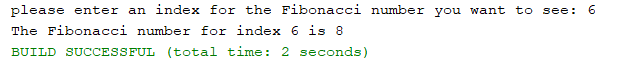 please enter an index for the Fibonacci number you want to see: 6
The Fibonacci number for index 6 is 8
BUILD SUCCESSFUL (total time: 2 seconds)